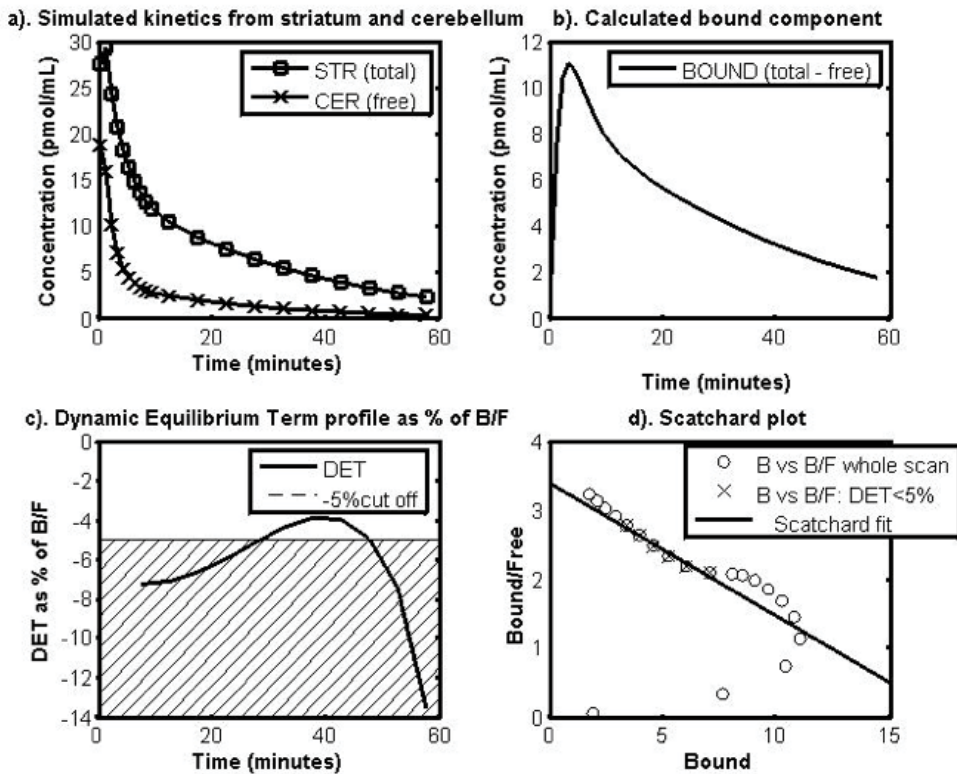 a). Simulated kinetics from striatum and cerebellum
30
25
20
15
10
5
0
0
20
40
60
Concentration (pmol/mL)
Time (minutes)
STR (total)
CER (free)
b). Calculated bound component
12
10
8
6
4
2
0
0
20
40
60
Concentration (pmol/mL)
Time (minutes)
BOUND (total - free)
c). Dynamic Equilibrium Term profile as % of B/F
0
-2
-4
-6
-8
-10
-12
-14
0
20
40
60
DET as % of B/F
Time (minutes)
DET
-5%cut off
d). Scatchard plot
4
3
2
1
0
0
5
10
15
Bound/Free
Bound
B vs B/F whole scan
B vs B/F: DET<5%
Scatchard fit